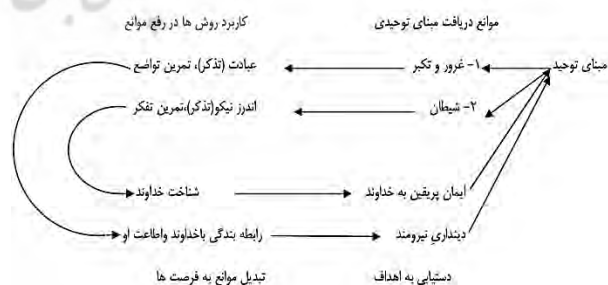 موانع دریافت مبنای توحیدی
کاربرد روش ها در رفع موانع
مبنای توحید
۱- غرور و تکبر
عبادت (تذکر)، تمرین تواضع
۲- شیطان
اندرز نیکو(تذکر)،تمرین تفکر
ایمان پریقین به خداوند
شناخت خداوند
دینداري نیرومند
رابطه بندگی باخداوند واطاعت او
دستیابی به اهداف
تبدیل موانع به فرصت ها